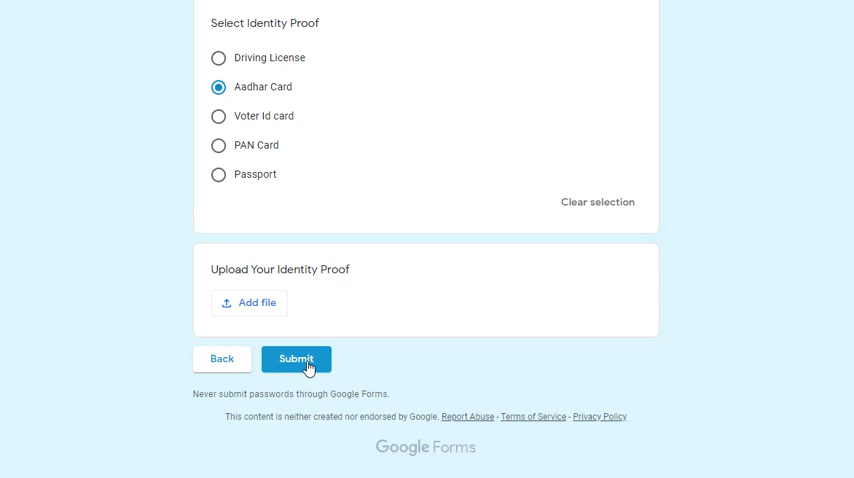 Select Identity Proof
Driving License
Aadhar Card
Voter Id card
PAN Card
Passport
Clear selection
Upload Your Identity Proof
Add file
Back Submit
Never submit passwords through Google Forms.
This content is neither created nor endorsed by Google. Report Abuse - Terms of Service - Privacy Policy
Google Forms